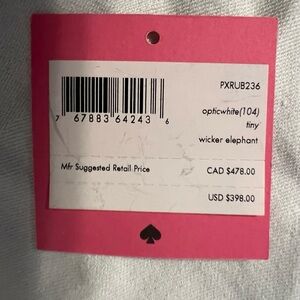 PXRUB236
opticwhite(104)
tiny
7 67883 64243 6
wicker elephant
Mfr Suggested Retail Price CAD $478.00
USD $398.00